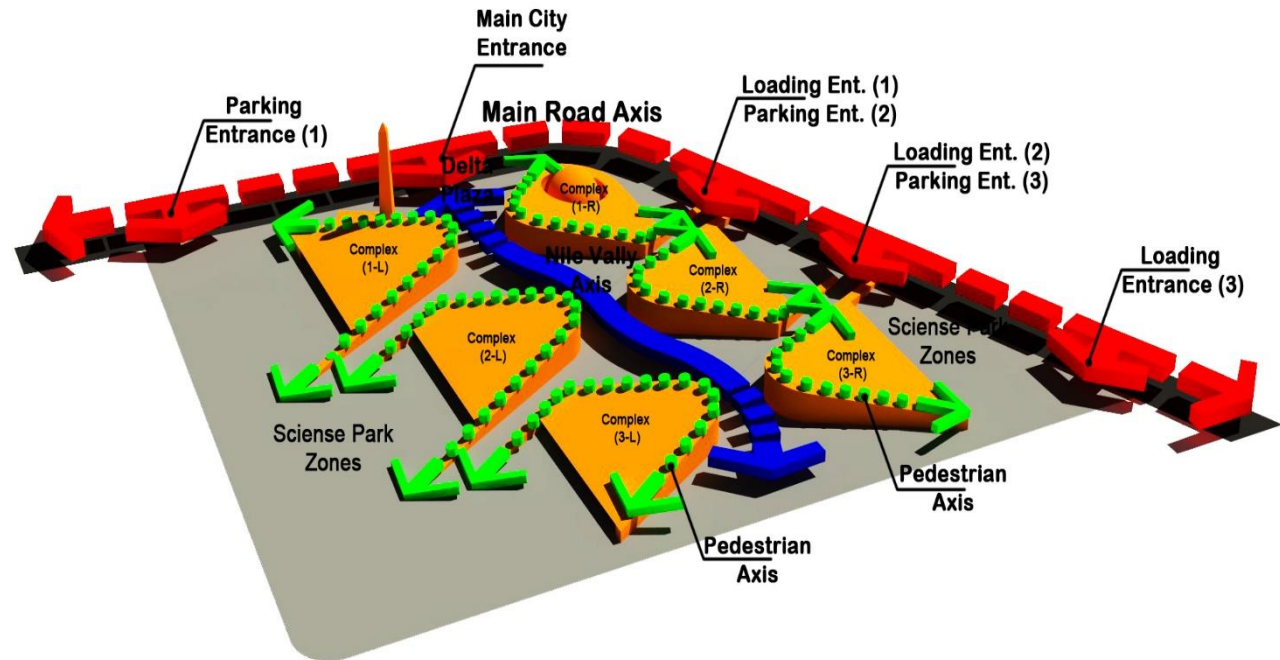 Main City
Entrance
Parking
Entrance (1)
Main Road Axis
Loading Ent. (1)
Parking Ent. (2)
Loading Ent. (2)
Parking Ent. (3)
Loading
Entrance (3)
Delta
Plaza
Complex
(1-R)
Complex
(1-L)
Nile Vally
Axis
Complex
(2-R)
Complex
(2-L)
Sciense Park
Zones
Complex
(3-R)
Complex
(3-L)
Sciense Park
Zones
Pedestrian
Axis
Pedestrian
Axis